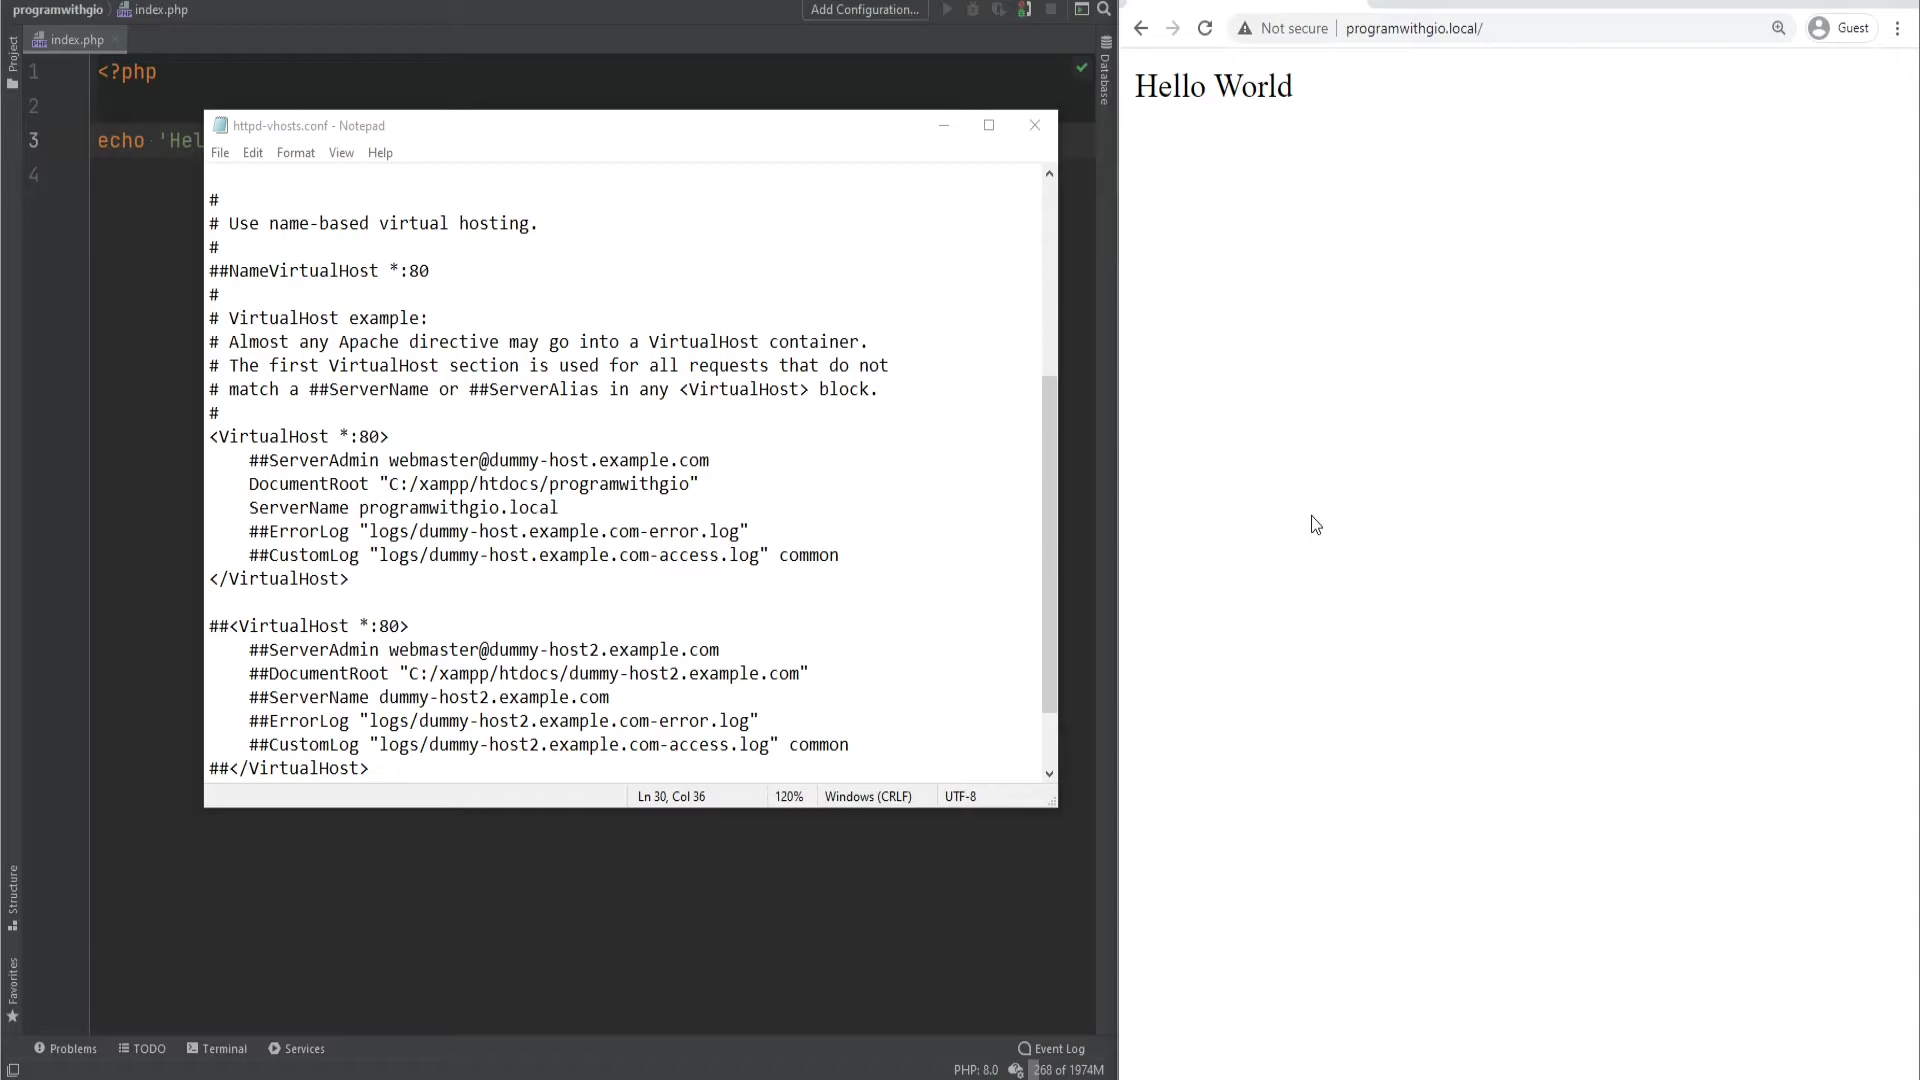 programwithgio
index.php
Add Configuration...
index.php
Project
1
2
3
4
<?php
echo 'Hel
Database
httpd-vhosts.conf - Notepad
File Edit Format View Help
#
# Use name-based virtual hosting.
#
##NameVirtualHost *:80
#
# VirtualHost example:
# Almost any Apache directive may go into a VirtualHost container.
# The first VirtualHost section is used for all requests that do not
# match a ##ServerName or ##ServerAlias in any <VirtualHost> block.
#
<VirtualHost *:80>
##ServerAdmin webmaster@dummy-host.example.com
DocumentRoot "C:/xampp/htdocs/programwithgio"
ServerName programwithgio.local
##ErrorLog "logs/dummy-host.example.com-error.log"
##CustomLog "logs/dummy-host.example.com-access.log" common
</VirtualHost>
##<VirtualHost *:80>
##ServerAdmin webmaster@dummy-host2.example.com
##DocumentRoot "C:/xampp/htdocs/dummy-host2.example.com"
##ServerName dummy-host2.example.com
##ErrorLog "logs/dummy-host2.example.com-error.log"
##CustomLog "logs/dummy-host2.example.com-access.log" common
##</VirtualHost>
Ln 30, Col 36 120% Windows (CRLF) UTF-8
Structure
Favorites
Problems TODO Terminal Services
Event Log
PHP: 8.0 268 of 1974M
Not secure programwithgio.local/ Guest
Hello World